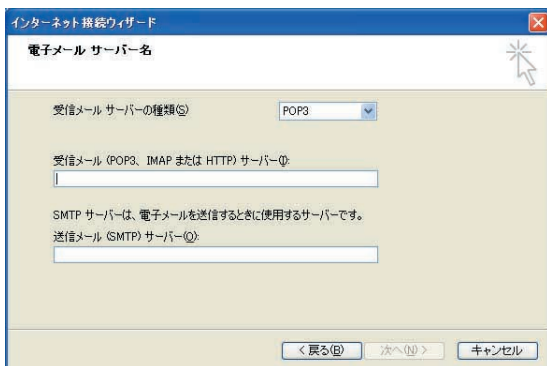 インターネット接続ウィザード
電子メール サーバー名
受信メール サーバーの種類(S) POP3
受信メール (POP3、IMAP または HTTP) サーバー(I):
SMTP サーバーは、電子メールを送信するときに使用するサーバーです。
送信メール (SMTP) サーバー(O):
< 戻る(B) 次へ(N) > キャンセル